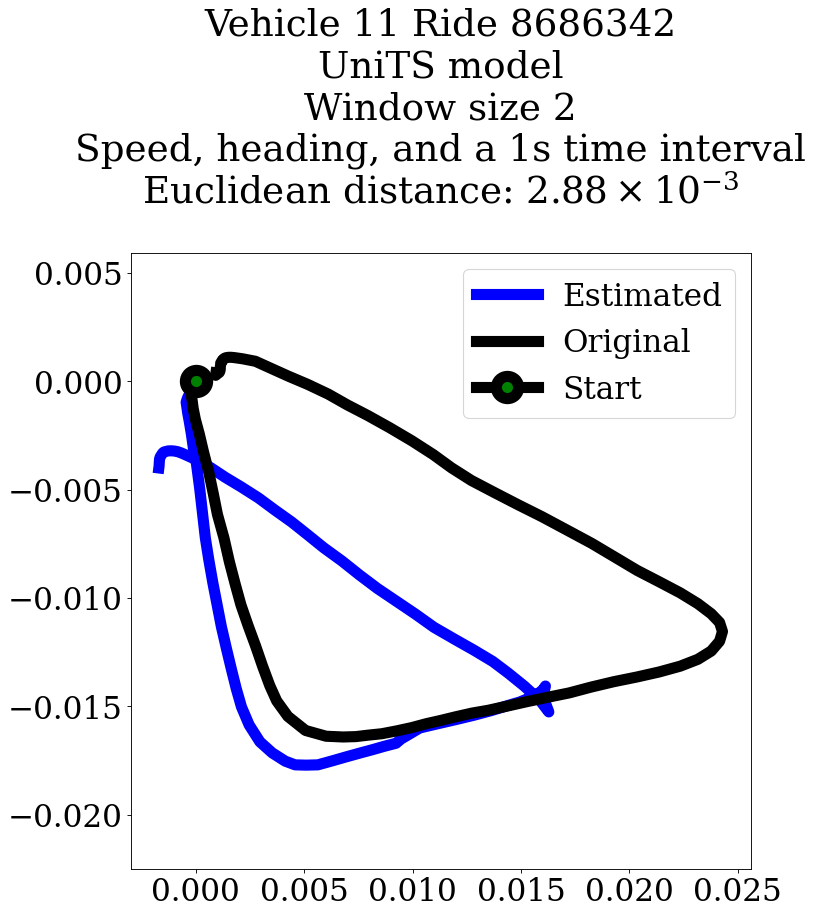 Vehicle 11 Ride 8686342
UniTS model
Window size 2
Speed, heading, and a 1s time interval
Euclidean distance: 2.88 × 10⁻³
Estimated
Original
Start
0.005
0.000
−0.005
−0.010
−0.015
−0.020
0.000 0.005 0.010 0.015 0.020 0.025